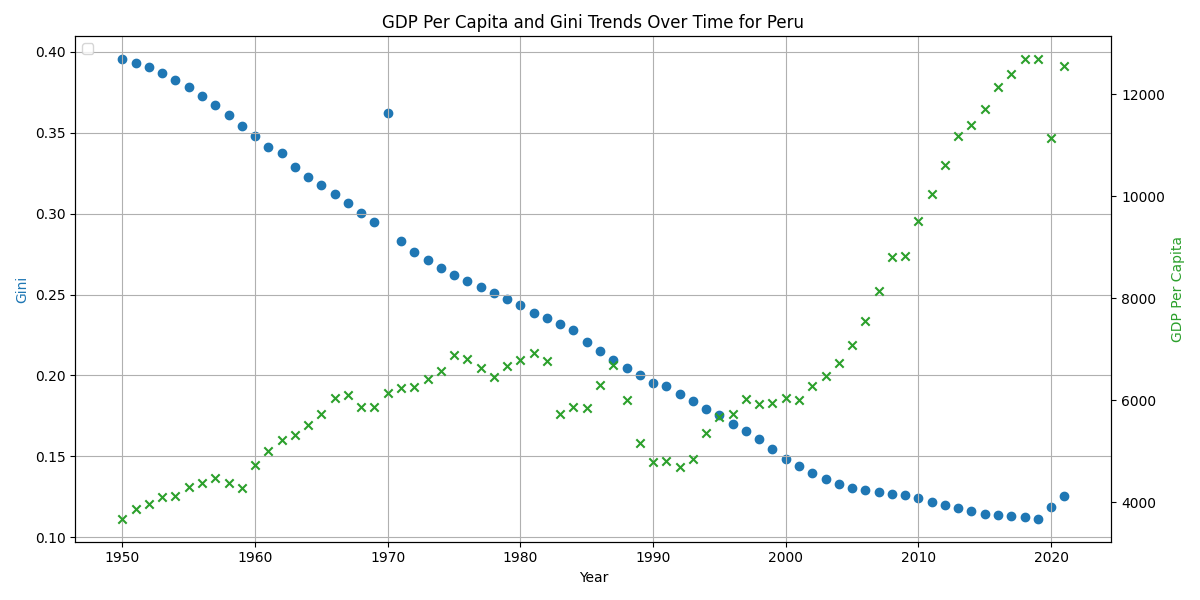 GDP Per Capita and Gini Trends Over Time for Peru
0.40
0.35
0.30
0.25
0.20
0.15
0.10
Gini
12000
10000
8000
6000
4000
GDP Per Capita
1950 1960 1970 1980 1990 2000 2010 2020
Year